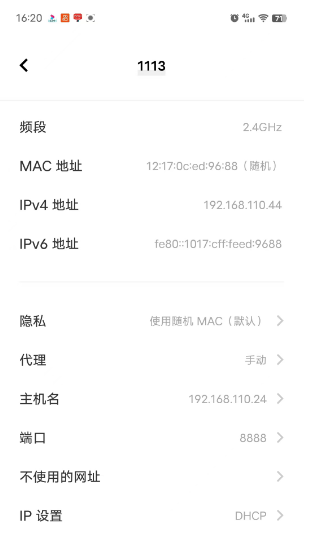 16:20 4G 71
1113
频段 2.4GHz
MAC 地址 12:17:0c:ed:96:88（随机）
IPv4 地址 192.168.110.44
IPv6 地址 fe80::1017:cff:feed:9688
隐私 使用随机 MAC（默认）
代理 手动
主机名 192.168.110.24
端口 8888
不使用的网址
IP 设置 DHCP